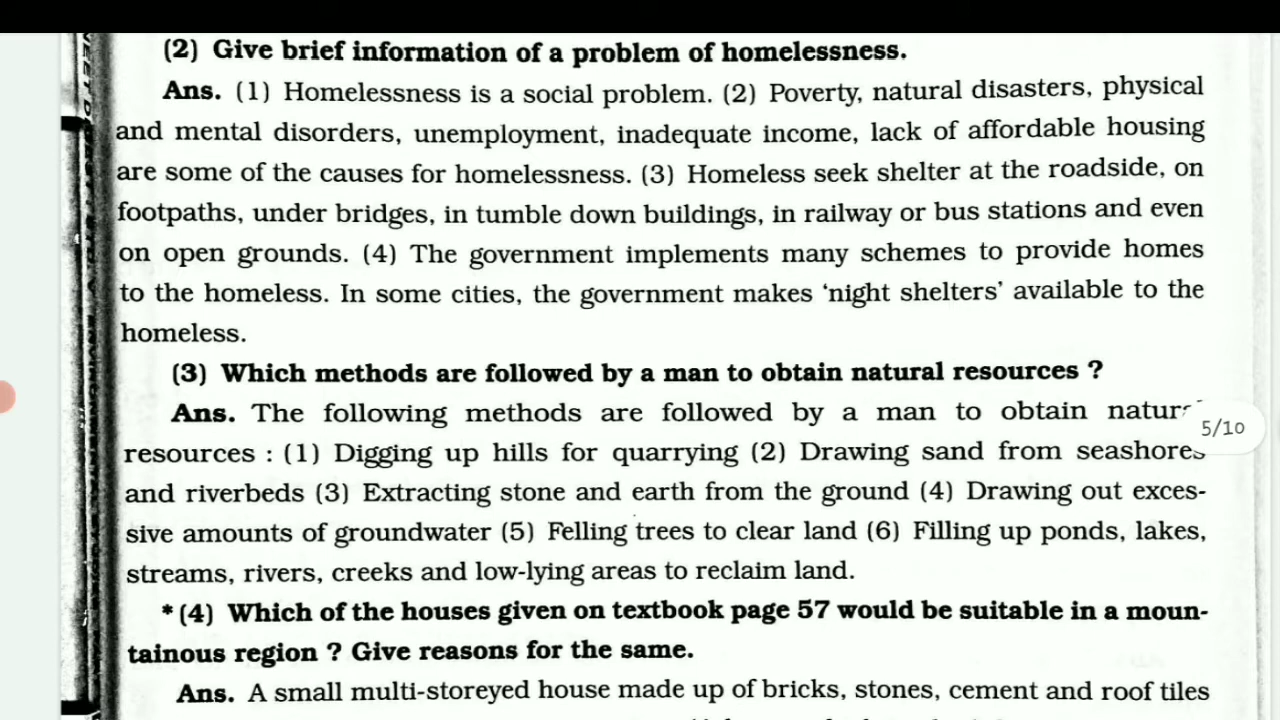 (2) Give brief information of a problem of homelessness.
Ans. (1) Homelessness is a social problem. (2) Poverty, natural disasters, physical
and mental disorders, unemployment, inadequate income, lack of affordable housing
are some of the causes for homelessness. (3) Homeless seek shelter at the roadside, on
footpaths, under bridges, in tumble down buildings, in railway or bus stations and even
on open grounds. (4) The government implements many schemes to provide homes
to the homeless. In some cities, the government makes ‘night shelters’ available to the
homeless.
(3) Which methods are followed by a man to obtain natural resources ?
Ans. The following methods are followed by a man to obtain natural
5/10
resources : (1) Digging up hills for quarrying (2) Drawing sand from seashores
and riverbeds (3) Extracting stone and earth from the ground (4) Drawing out exces-
sive amounts of groundwater (5) Felling trees to clear land (6) Filling up ponds, lakes,
streams, rivers, creeks and low-lying areas to reclaim land.
*(4) Which of the houses given on textbook page 57 would be suitable in a moun-
tainous region ? Give reasons for the same.
Ans. A small multi-storeyed house made up of bricks, stones, cement and roof tiles